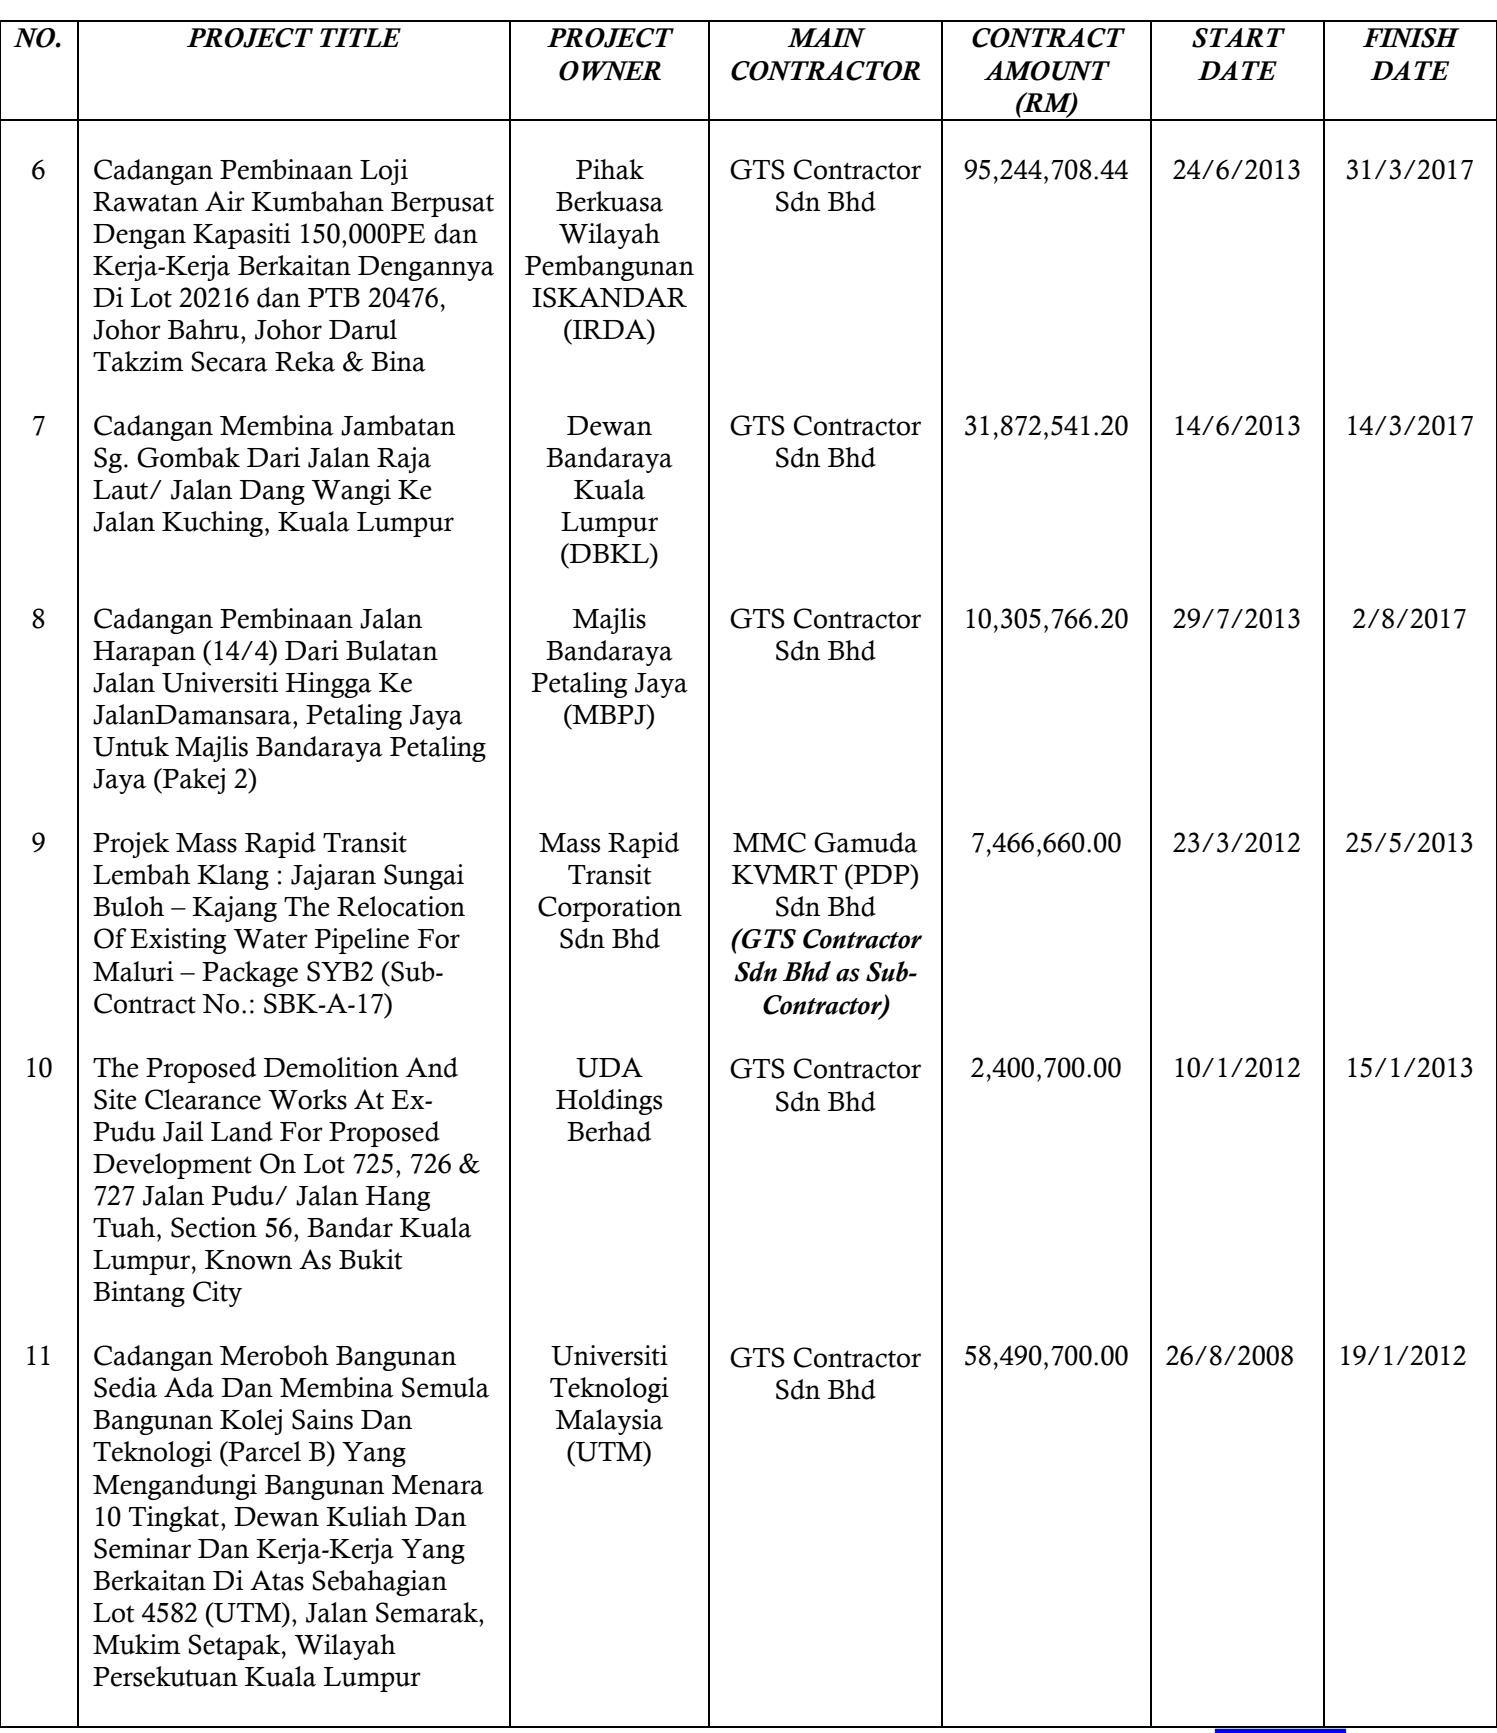 NO. PROJECT TITLE PROJECT OWNER MAIN CONTRACTOR CONTRACT AMOUNT (RM) START DATE FINISH DATE
6
Cadangan Pembinaan Loji
Rawatan Air Kumbahan Berpusat
Dengan Kapasiti 150,000PE dan
Kerja-Kerja Berkaitan Dengannya
Di Lot 20216 dan PTB 20476,
Johor Bahru, Johor Darul
Takzim Secara Reka & Bina
Pihak
Berkuasa
Wilayah
Pembangunan
ISKANDAR
(IRDA)
GTS Contractor
Sdn Bhd
95,244,708.44
24/6/2013
31/3/2017
7
Cadangan Membina Jambatan
Sg. Gombak Dari Jalan Raja
Laut/ Jalan Dang Wangi Ke
Jalan Kuching, Kuala Lumpur
Dewan
Bandaraya
Kuala
Lumpur
(DBKL)
GTS Contractor
Sdn Bhd
31,872,541.20
14/6/2013
14/3/2017
8
Cadangan Pembinaan Jalan
Harapan (14/4) Dari Bulatan
Jalan Universiti Hingga Ke
JalanDamansara, Petaling Jaya
Untuk Majlis Bandaraya Petaling
Jaya (Pakej 2)
Majlis
Bandaraya
Petaling Jaya
(MBPJ)
GTS Contractor
Sdn Bhd
10,305,766.20
29/7/2013
2/8/2017
9
Projek Mass Rapid Transit
Lembah Klang : Jajaran Sungai
Buloh – Kajang The Relocation
Of Existing Water Pipeline For
Maluri – Package SYB2 (Sub-
Contract No.: SBK-A-17)
Mass Rapid
Transit
Corporation
Sdn Bhd
MMC Gamuda
KVMRT (PDP)
Sdn Bhd
(GTS Contractor
Sdn Bhd as Sub-
Contractor)
7,466,660.00
23/3/2012
25/5/2013
10
The Proposed Demolition And
Site Clearance Works At Ex-
Pudu Jail Land For Proposed
Development On Lot 725, 726 &
727 Jalan Pudu/ Jalan Hang
Tuah, Section 56, Bandar Kuala
Lumpur, Known As Bukit
Bintang City
UDA
Holdings
Berhad
GTS Contractor
Sdn Bhd
2,400,700.00
10/1/2012
15/1/2013
11
Cadangan Meroboh Bangunan
Sedia Ada Dan Membina Semula
Bangunan Kolej Sains Dan
Teknologi (Parcel B) Yang
Mengandungi Bangunan Menara
10 Tingkat, Dewan Kuliah Dan
Seminar Dan Kerja-Kerja Yang
Berkaitan Di Atas Sebahagian
Lot 4582 (UTM), Jalan Semarak,
Mukim Setapak, Wilayah
Persekutuan Kuala Lumpur
Universiti
Teknologi
Malaysia
(UTM)
GTS Contractor
Sdn Bhd
58,490,700.00
26/8/2008
19/1/2012